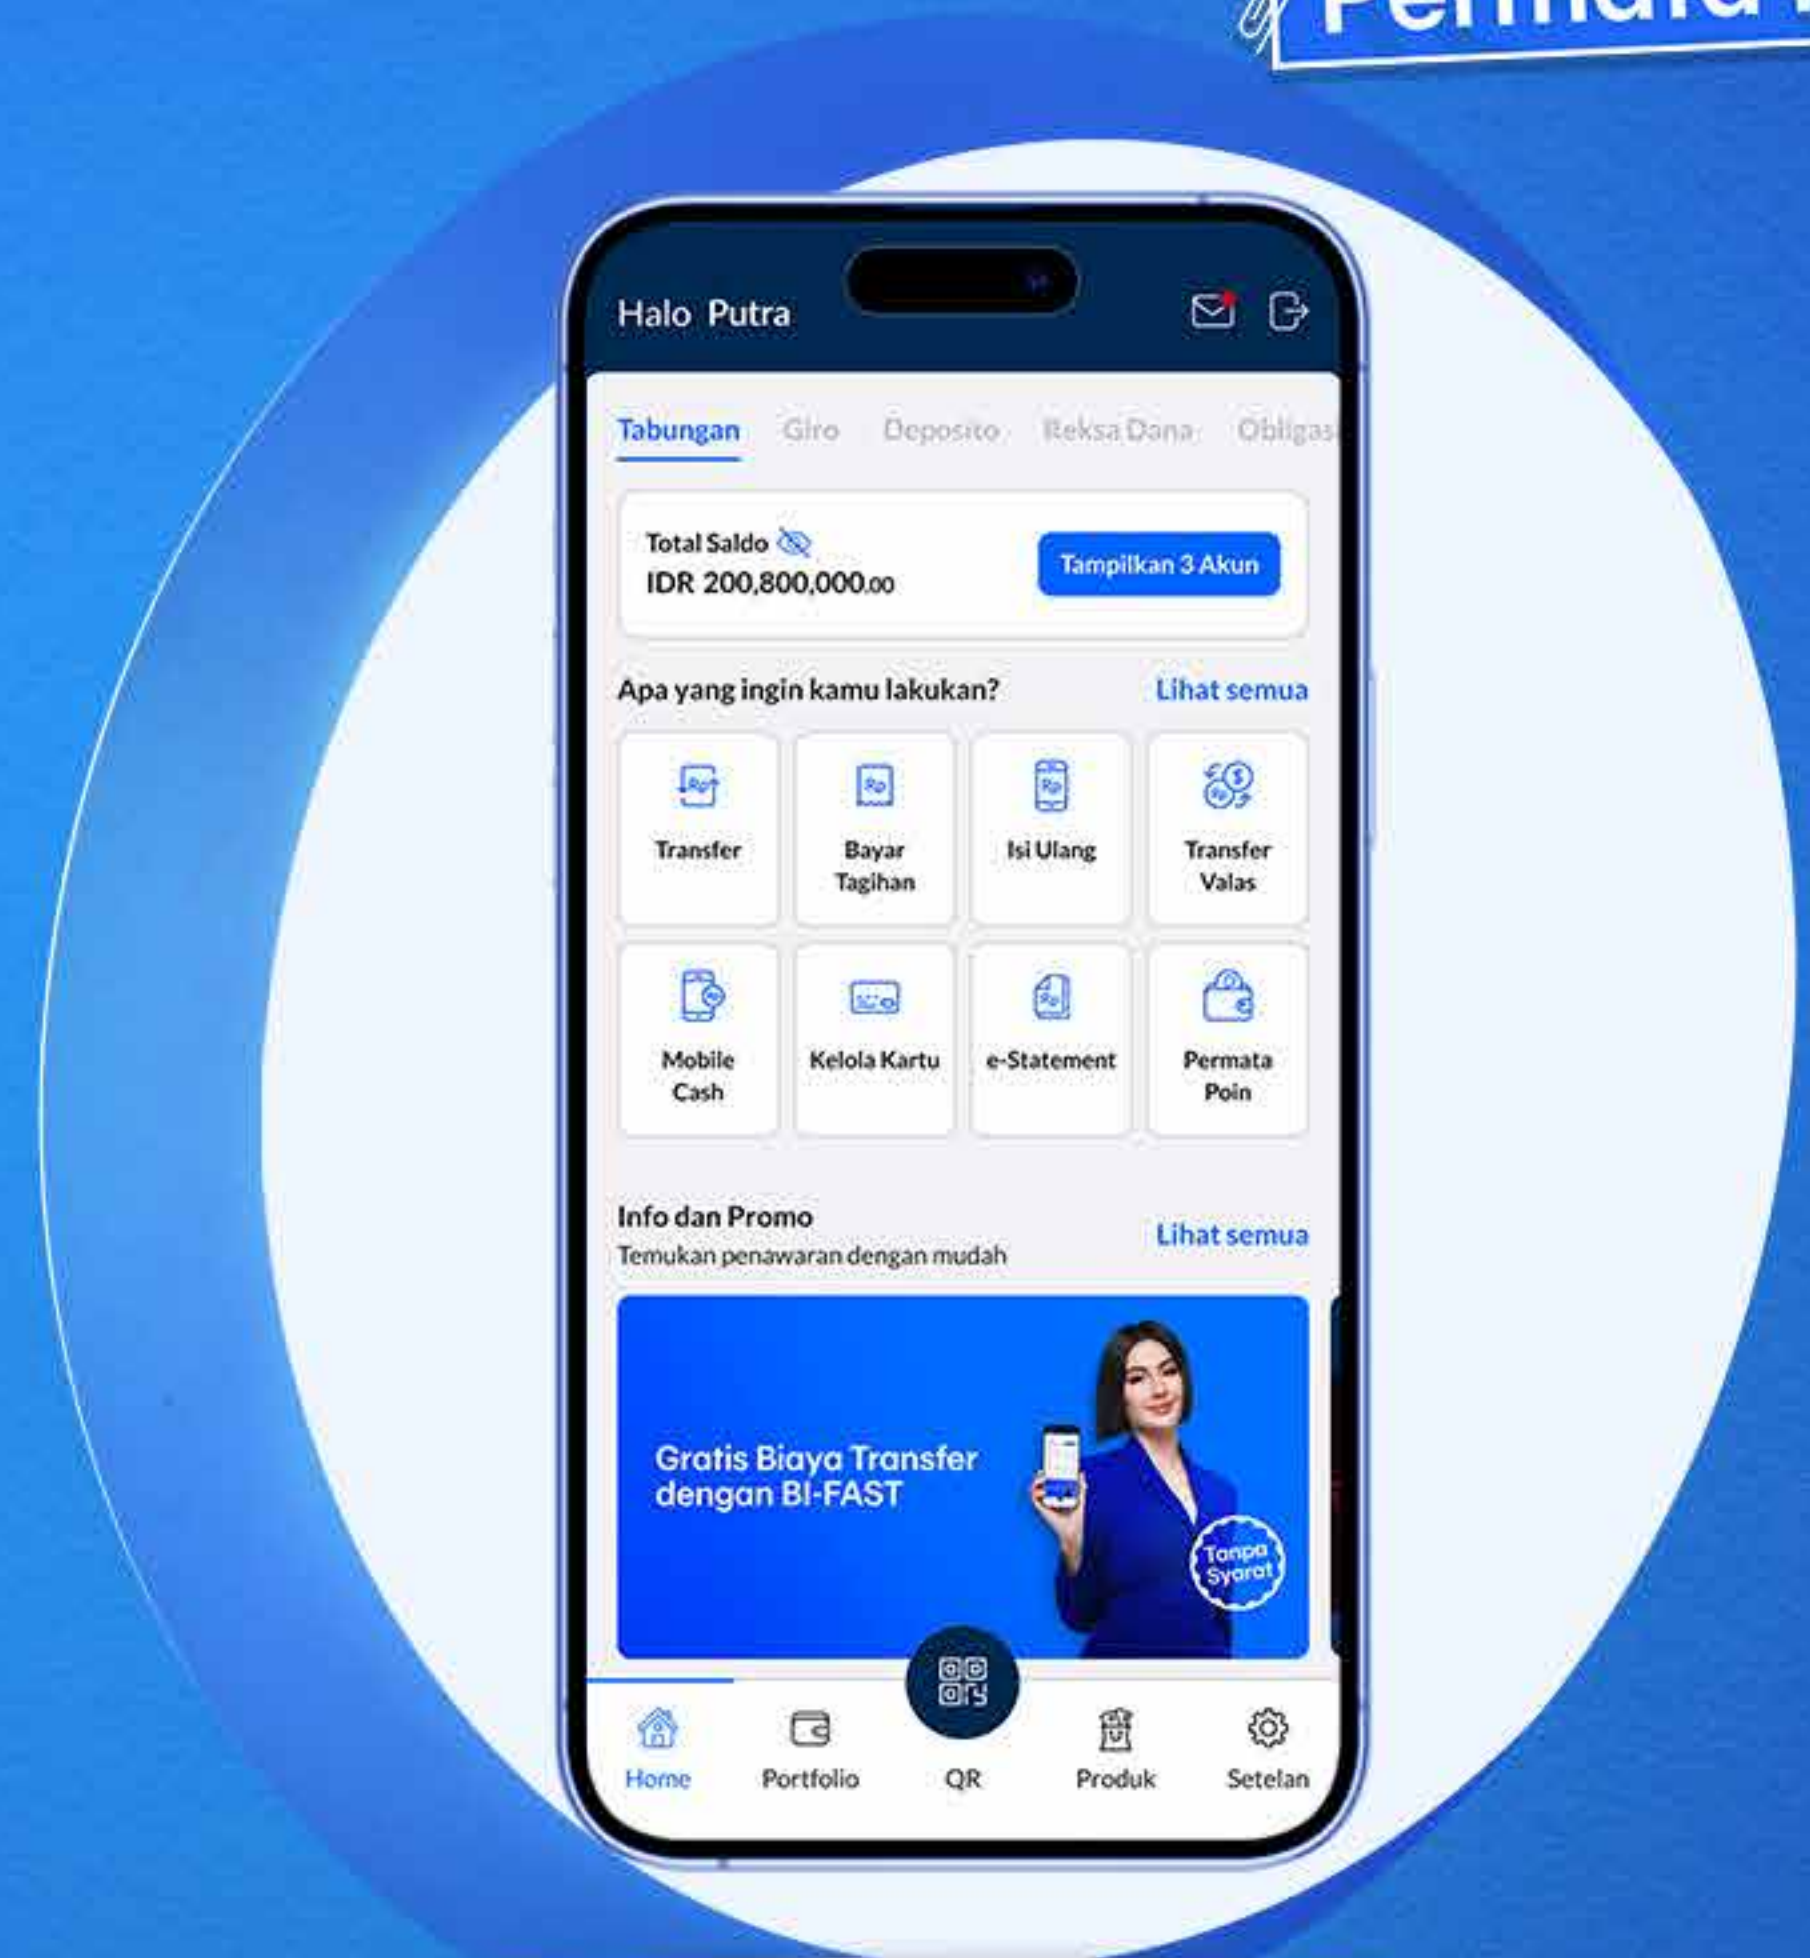 Permata
Halo Putra
Tabungan Giro Deposito Reksa Dana Obligasi
Total Saldo
IDR 200,800,000.00
Tampilkan 3 Akun
Apa yang ingin kamu lakukan? Lihat semua
Transfer
Bayar
Tagihan
Isi Ulang
Transfer
Valas
Mobile
Cash
Kelola Kartu
e-Statement
Permata
Poin
Info dan Promo
Temukan penawaran dengan mudah
Lihat semua
Gratis Biaya Transfer
dengan BI-FAST
Tanpa
Syarat
Home Portfolio QR Produk Setelan